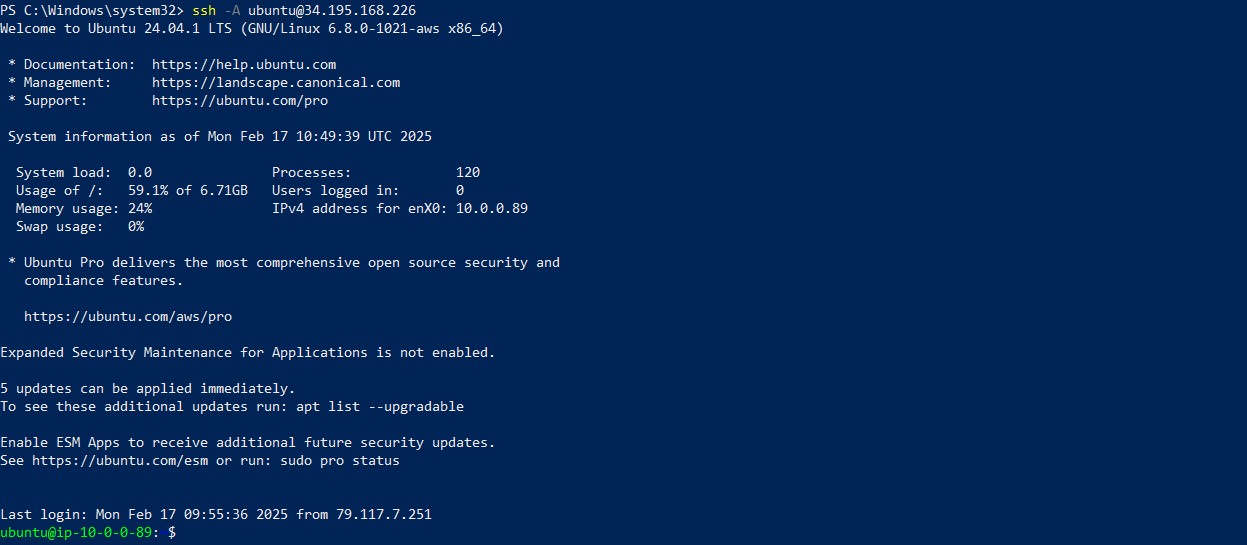 PS C:\Windows\system32> ssh -A ubuntu@34.195.168.226
Welcome to Ubuntu 24.04.1 LTS (GNU/Linux 6.8.0-1021-aws x86_64)
* Documentation: https://help.ubuntu.com
* Management: https://landscape.canonical.com
* Support: https://ubuntu.com/pro
System information as of Mon Feb 17 10:49:39 UTC 2025
System load: 0.0 Processes: 120
Usage of /: 59.1% of 6.71GB Users logged in: 0
Memory usage: 24% IPv4 address for enX0: 10.0.0.89
Swap usage: 0%
* Ubuntu Pro delivers the most comprehensive open source security and
compliance features.
https://ubuntu.com/aws/pro
Expanded Security Maintenance for Applications is not enabled.
5 updates can be applied immediately.
To see these additional updates run: apt list --upgradable
Enable ESM Apps to receive additional future security updates.
See https://ubuntu.com/esm or run: sudo pro status
Last login: Mon Feb 17 09:55:36 2025 from 79.117.7.251
ubuntu@ip-10-0-0-89:~$